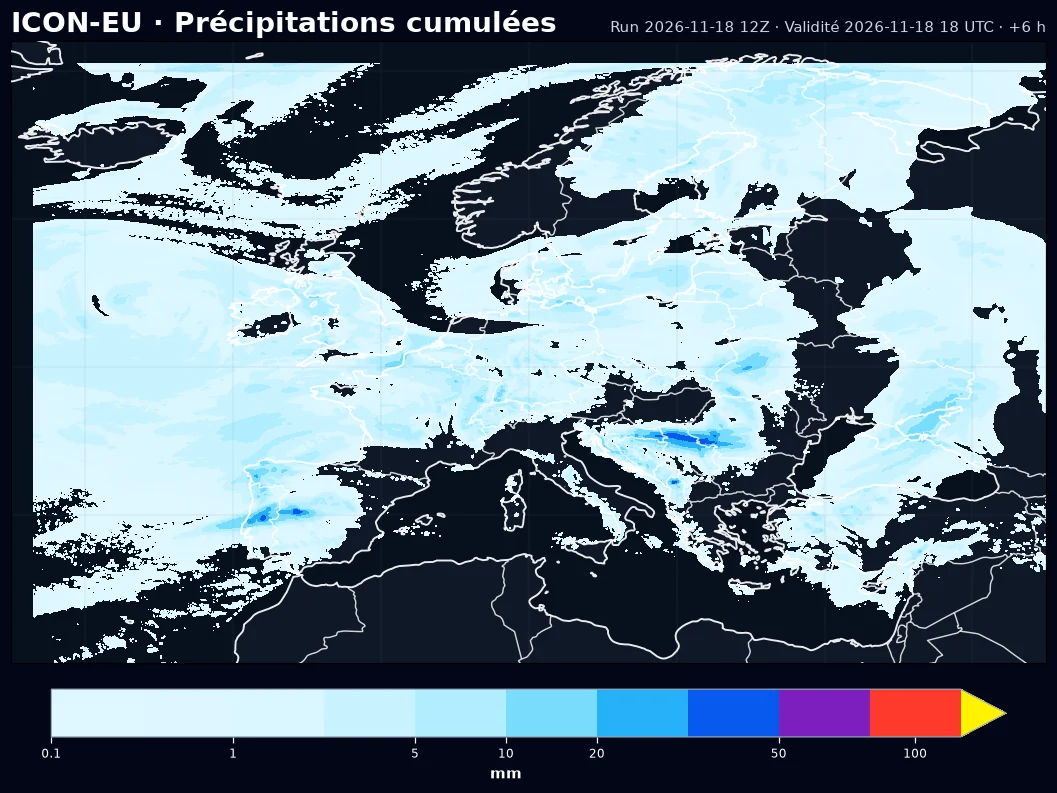 ICON-EU · Précipitations cumulées
Run 2026-11-18 12Z · Validité 2026-11-18 18 UTC · +6 h
0.1 1 5 10 20 50 100
mm